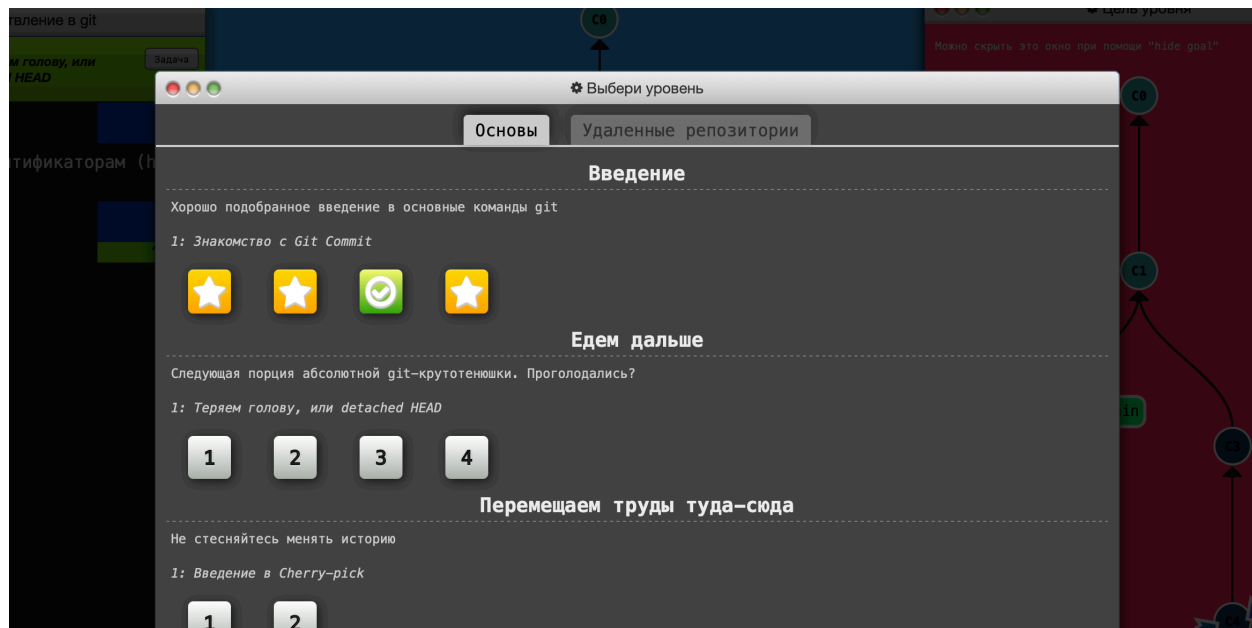 твление в git
м голову, или
HEAD
Задача
тификаторам (h
C0
Цель уровня
Можно скрыть это окно при помощи "hide goal"
C0
C1
in
C3
Выбери уровень
Основы
Удаленные репозитории
Введение
Хорошо подобранное введение в основные команды git
1: Знакомство с Git Commit
Едем дальше
Следующая порция абсолютной git-крутотенюшки. Проголодались?
1: Теряем голову, или detached HEAD
1 2 3 4
Перемещаем труды туда-сюда
Не стесняйтесь менять историю
1: Введение в Cherry-pick
1 2